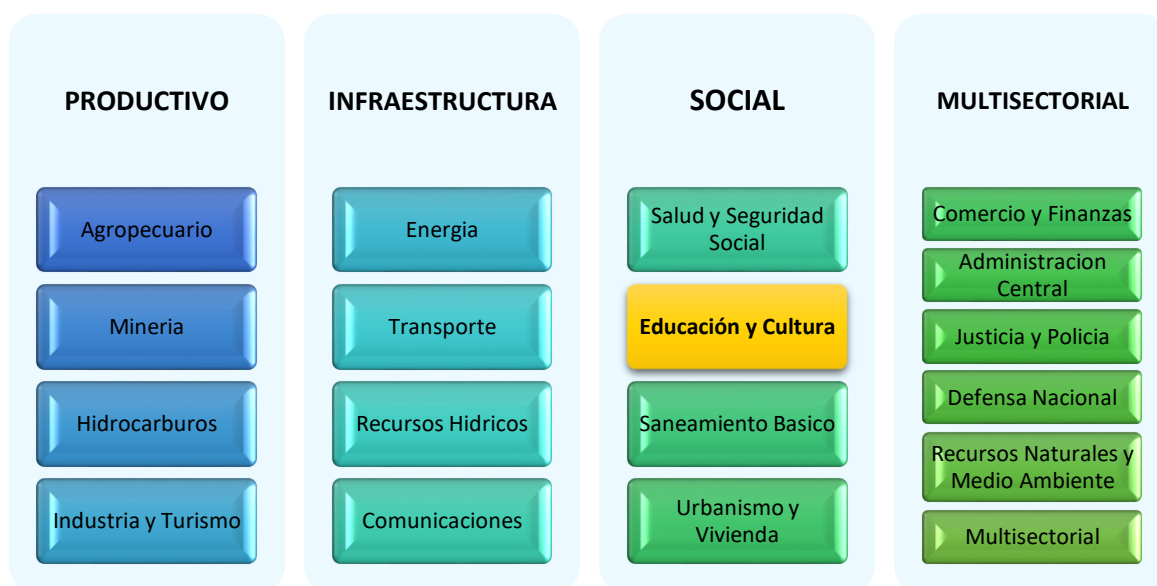 PRODUCTIVO
Agropecuario
Mineria
Hidrocarburos
Industria y Turismo
INFRAESTRUCTURA
Energia
Transporte
Recursos Hidricos
Comunicaciones
SOCIAL
Salud y Seguridad
Social
Educación y Cultura
Saneamiento Basico
Urbanismo y
Vivienda
MULTISECTORIAL
Comercio y Finanzas
Administracion
Central
Justicia y Policia
Defensa Nacional
Recursos Naturales y
Medio Ambiente
Multisectorial